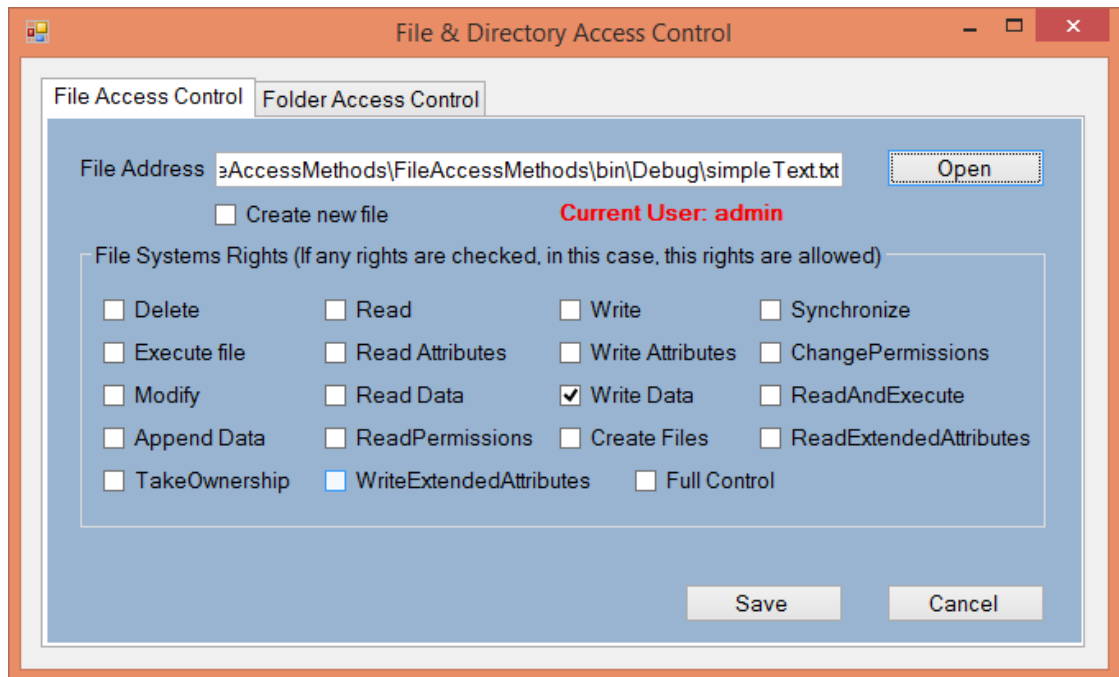 File & Directory Access Control
File Access Control Folder Access Control
File Address eAccessMethods\FileAccessMethods\bin\Debug\simpleText.txt Open
Create new file Current User: admin
File Systems Rights (If any rights are checked, in this case, this rights are allowed)
Delete Read Write Synchronize
Execute file Read Attributes Write Attributes ChangePermissions
Modify Read Data Write Data ReadAndExecute
Append Data ReadPermissions Create Files ReadExtendedAttributes
TakeOwnership WriteExtendedAttributes Full Control
Save Cancel